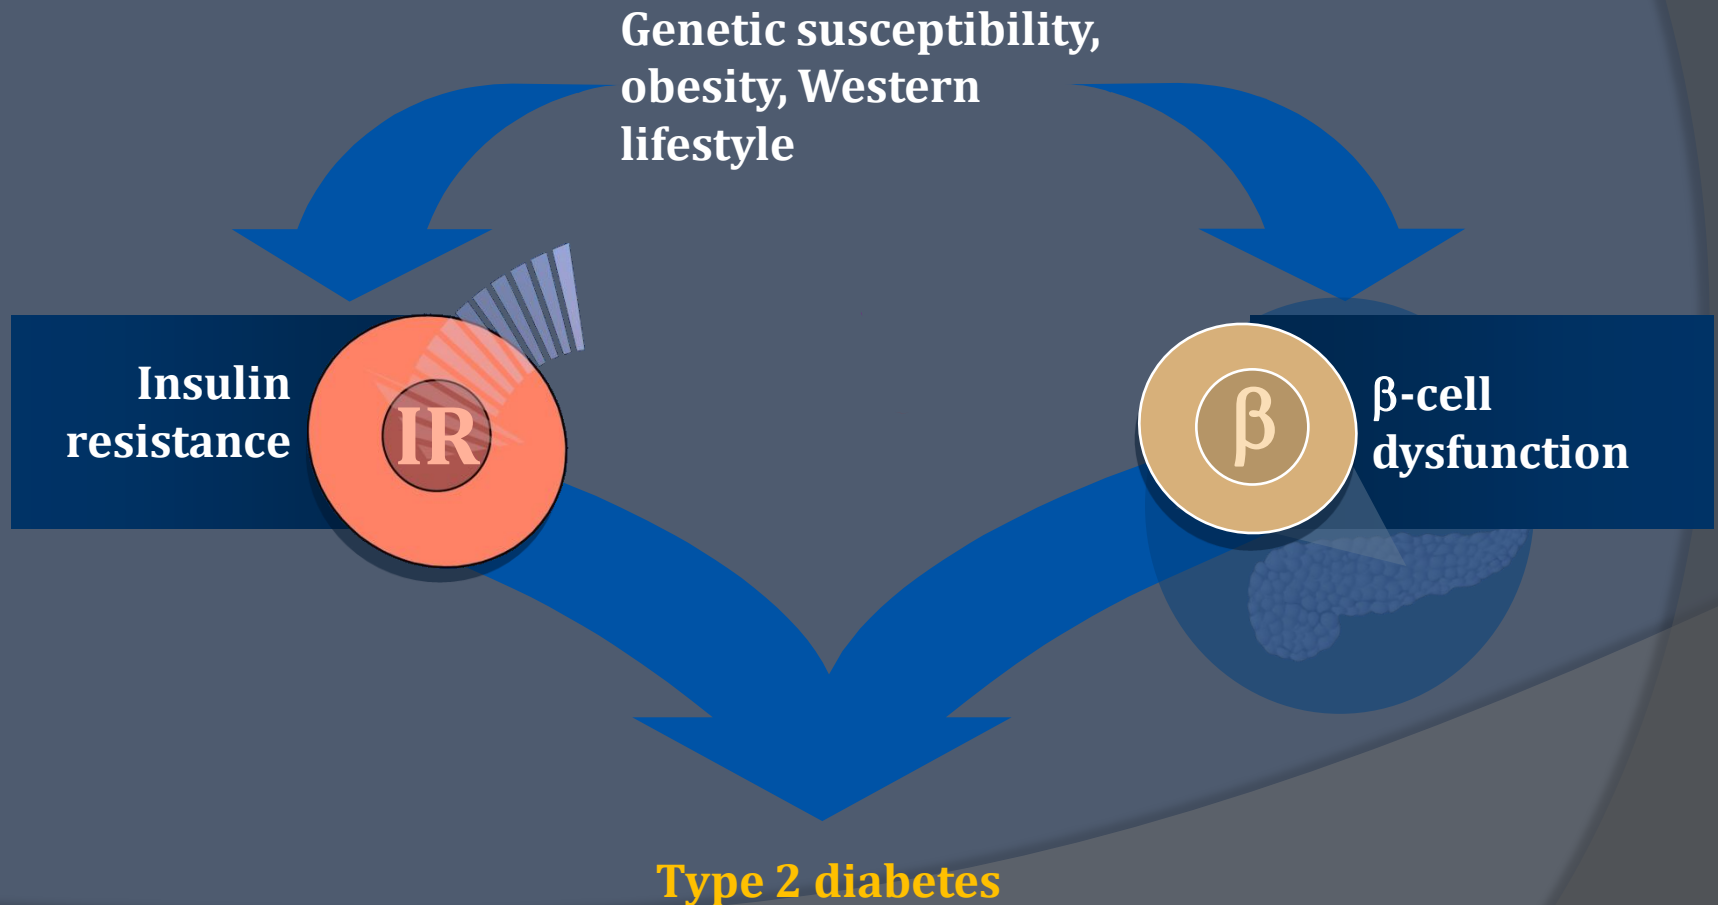 Genetic susceptibility,
obesity, Western
lifestyle
Insulin
resistance
IR
β
β-cell
dysfunction
Type 2 diabetes